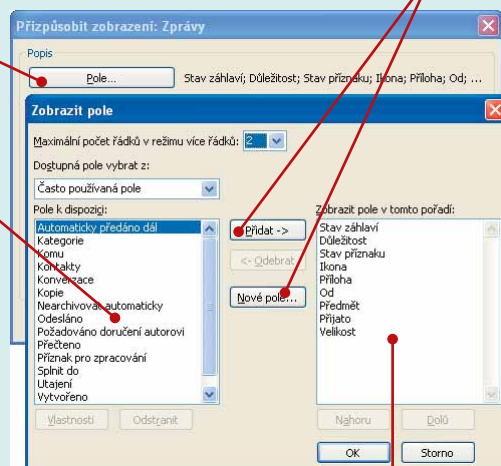 Přizpůsobit zobrazení: Zprávy
Popis
Pole...
Stav záhlaví; Důležitost; Stav příznaku; Ikona; Příloha; Od; ...
Zobrazit pole
Maximální počet řádků v režimu více řádků: 2
Dostupná pole vybrat z:
Často používaná pole
Pole k dispozici:
Automaticky předáno dál
Kategorie
Komu
Kontakty
Konverzace
Kopie
Nearchivovat automaticky
Odesláno
Požadováno doručení autorovi
Přečteno
Příznak pro zpracování
Splnit do
Utajení
Vytvořeno
Vlastnosti
Odstranit
Přidat ->
<- Odebrat
Nové pole...
Zobrazit pole v tomto pořadí:
Stav záhlaví
Důležitost
Stav příznaku
Ikona
Příloha
Od
Předmět
Přijato
Velikost
Nahoru
Dolů
OK
Storno